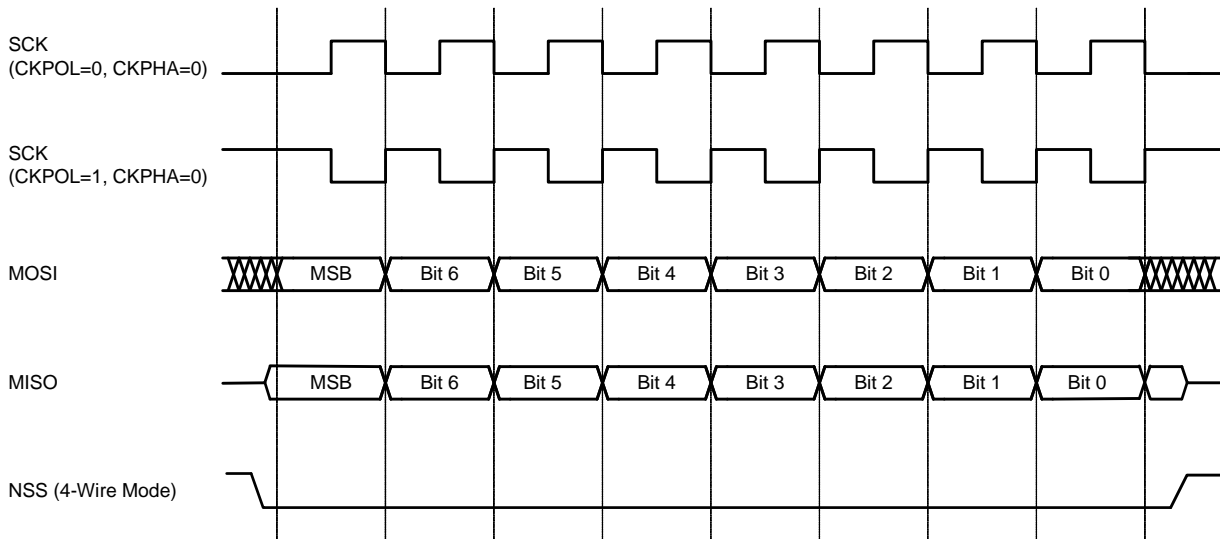 SCK
(CKPOL=0, CKPHA=0)
SCK
(CKPOL=1, CKPHA=0)
MOSI
MSB Bit 6 Bit 5 Bit 4 Bit 3 Bit 2 Bit 1 Bit 0
MISO
MSB Bit 6 Bit 5 Bit 4 Bit 3 Bit 2 Bit 1 Bit 0
NSS (4-Wire Mode)